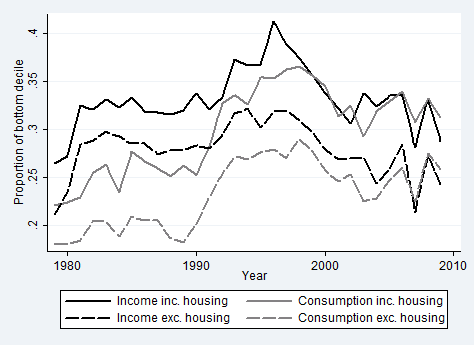 .4
.35
.3
.25
.2
Proportion of bottom decile
1980 1990 2000 2010
Year
Income inc. housing Consumption inc. housing
Income exc. housing Consumption exc. housing